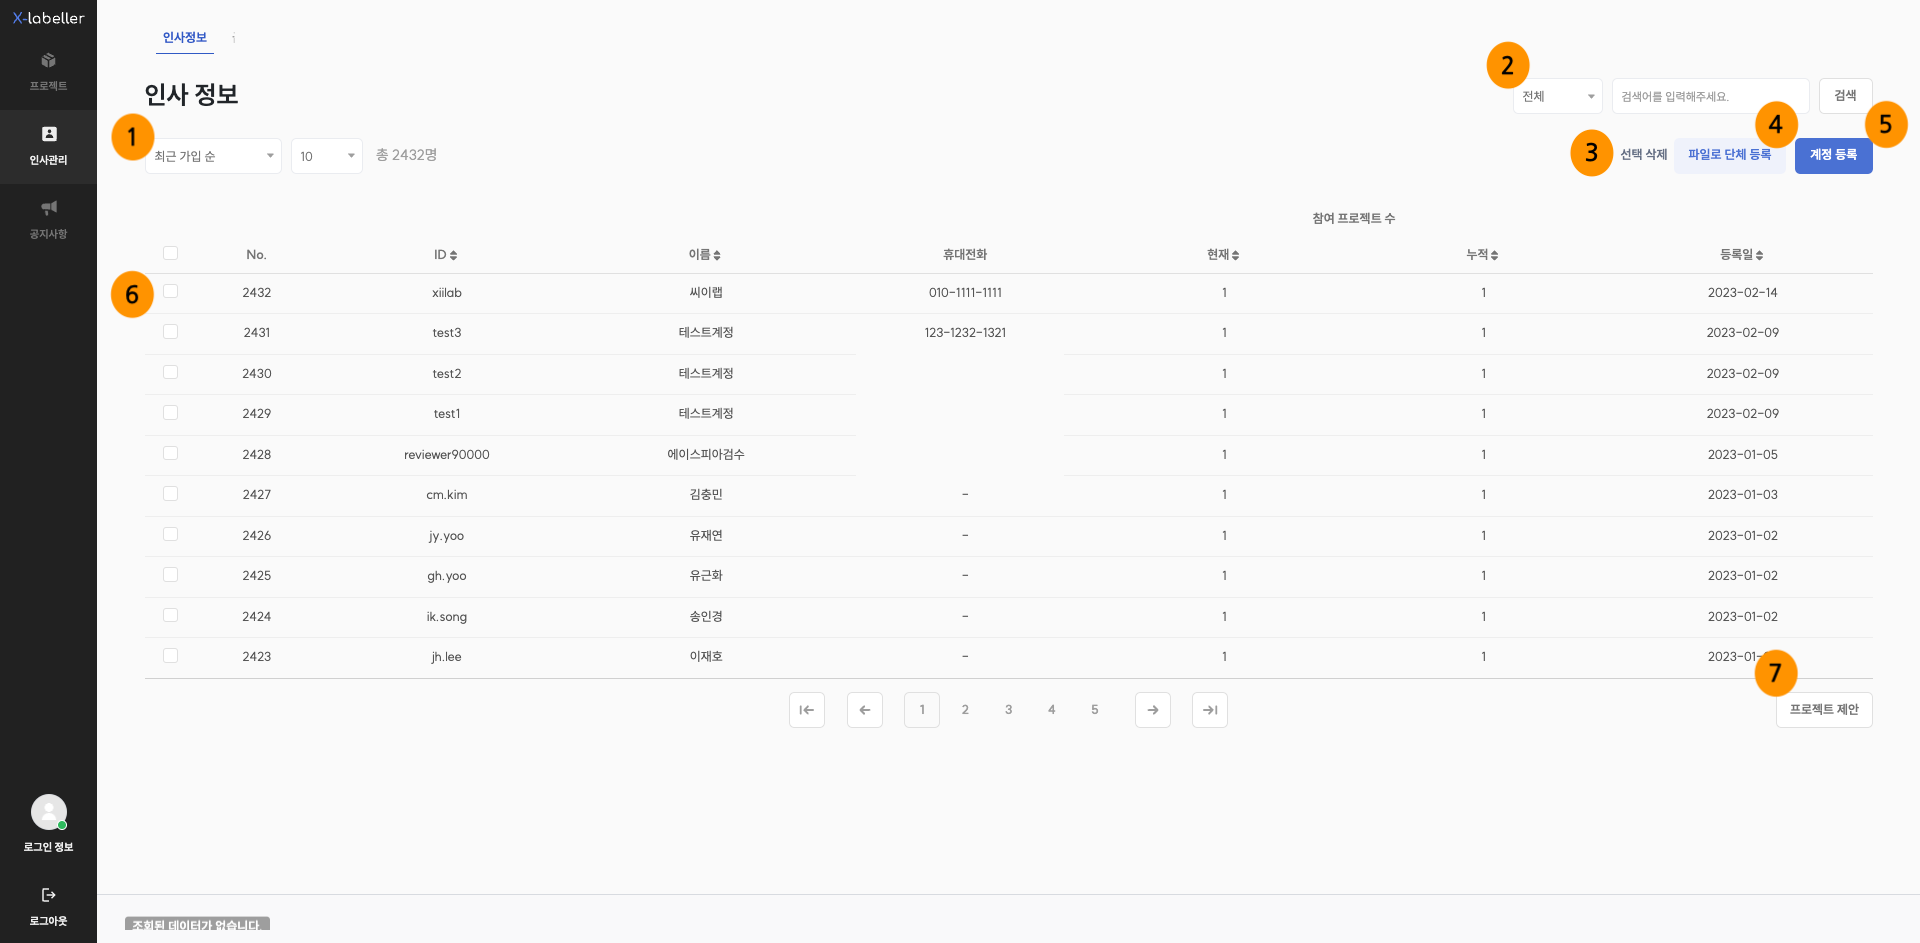 X-labeller
프로젝트
인사관리
공지사항
로그인 정보
로그아웃
인사정보
인사 정보
2
전체
검색어를 입력해주세요.
검색
1
최근 가입 순
10
총 2432명
3
선택 삭제
4
파일로 단체 등록
5
계정 등록
참여 프로젝트 수
No. ID 이름 휴대전화 현재 누적 등록일
6
2432 xiilab 씨이랩 010-1111-1111 1 1 2023-02-14
2431 test3 테스트계정 123-1232-1321 1 1 2023-02-09
2430 test2 테스트계정 1 1 2023-02-09
2429 test1 테스트계정 1 1 2023-02-09
2428 reviewer90000 에이스피아검수 1 1 2023-01-05
2427 cm.kim 김충민 - 1 1 2023-01-03
2426 jy.yoo 유재연 - 1 1 2023-01-02
2425 gh.yoo 유근화 - 1 1 2023-01-02
2424 ik.song 송인경 - 1 1 2023-01-02
2423 jh.lee 이재호 - 1 1 2023-01-
7
1 2 3 4 5
프로젝트 제안
조회된 데이터가 없습니다.